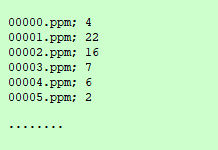 00000.ppm; 4
00001.ppm; 22
00002.ppm; 16
00003.ppm; 7
00004.ppm; 6
00005.ppm; 2
........